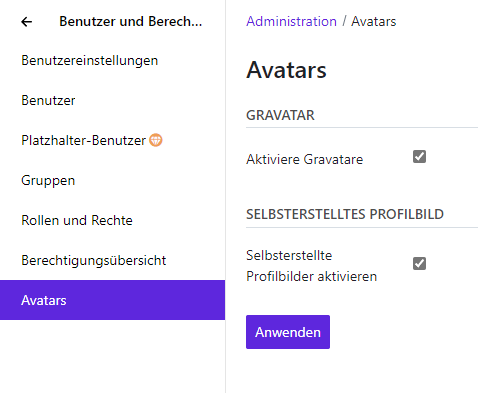 Benutzer und Berech...
Benutzereinstellungen
Benutzer
Platzhalter-Benutzer
Gruppen
Rollen und Rechte
Berechtigungsübersicht
Avatars
Administration / Avatars
Avatars
GRAVATAR
Aktiviere Gravatare
SELBSTERSTELLTES PROFILBILD
Selbsterstellte
Profilbilder aktivieren
Anwenden